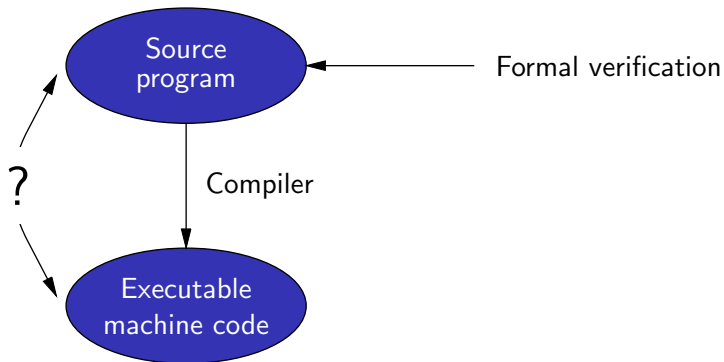 Source
program
Formal verification
?
Compiler
Executable
machine code